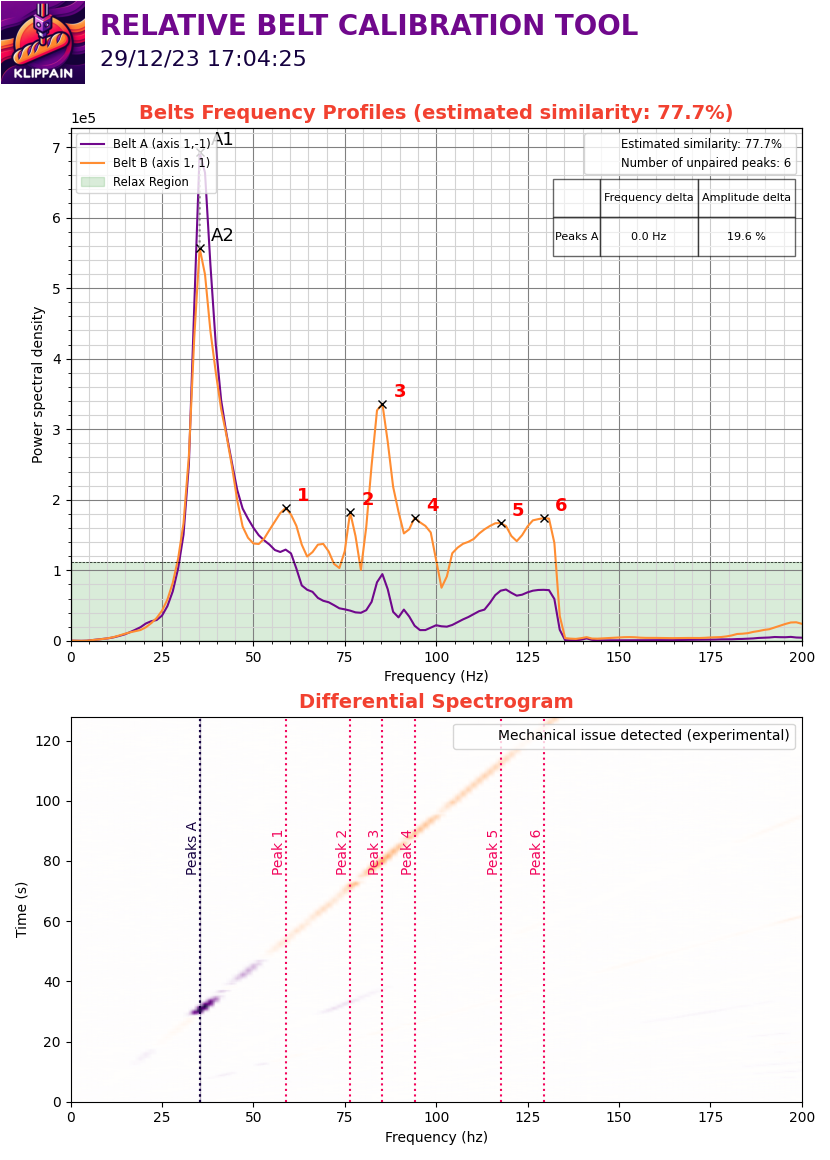 KLIPPAIN
RELATIVE BELT CALIBRATION TOOL
29/12/23 17:04:25
Belts Frequency Profiles (estimated similarity: 77.7%)
1e5
Belt A (axis 1,-1)
Belt B (axis 1, 1)
Relax Region
A1
A2
Estimated similarity: 77.7%
Number of unpaired peaks: 6
Frequency delta Amplitude delta
Peaks A 0.0 Hz 19.6 %
7
6
5
4
3
2
1
0
1
2
3
4
5
6
Power spectral density
0 25 50 75 100 125 150 175 200
Frequency (Hz)
Differential Spectrogram
Mechanical issue detected (experimental)
120
100
80
60
40
20
0
Time (s)
Peaks A
Peak 1
Peak 2
Peak 3
Peak 4
Peak 5
Peak 6
0 25 50 75 100 125 150 175 200
Frequency (hz)